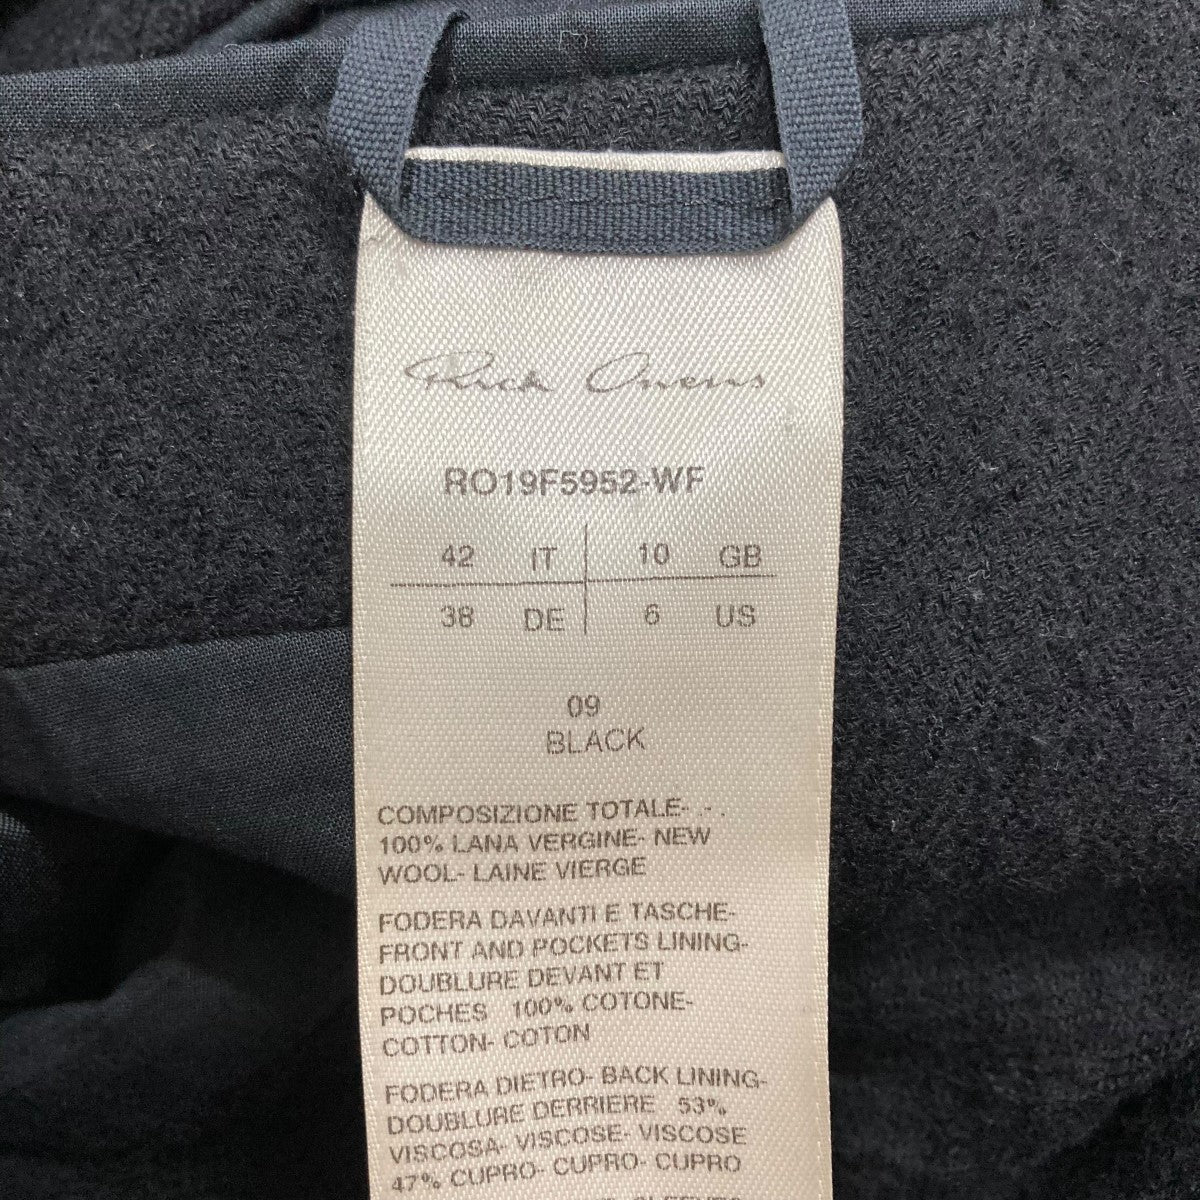 Rick Owens
RO19F5952-WF
42 IT 10 GB
38 DE 6 US
09
BLACK
COMPOSIZIONE TOTALE- .- .
100% LANA VERGINE- NEW
WOOL- LAINE VIERGE
FODERA DAVANTI E TASCHE-
FRONT AND POCKETS LINING-
DOUBLURE DEVANT ET
POCHES 100% COTONE-
COTTON- COTON
FODERA DIETRO- BACK LINING-
DOUBLURE DERRIERE 53%
VISCOSA- VISCOSE- VISCOSE
47% CUPRO- CUPRO- CUPRO